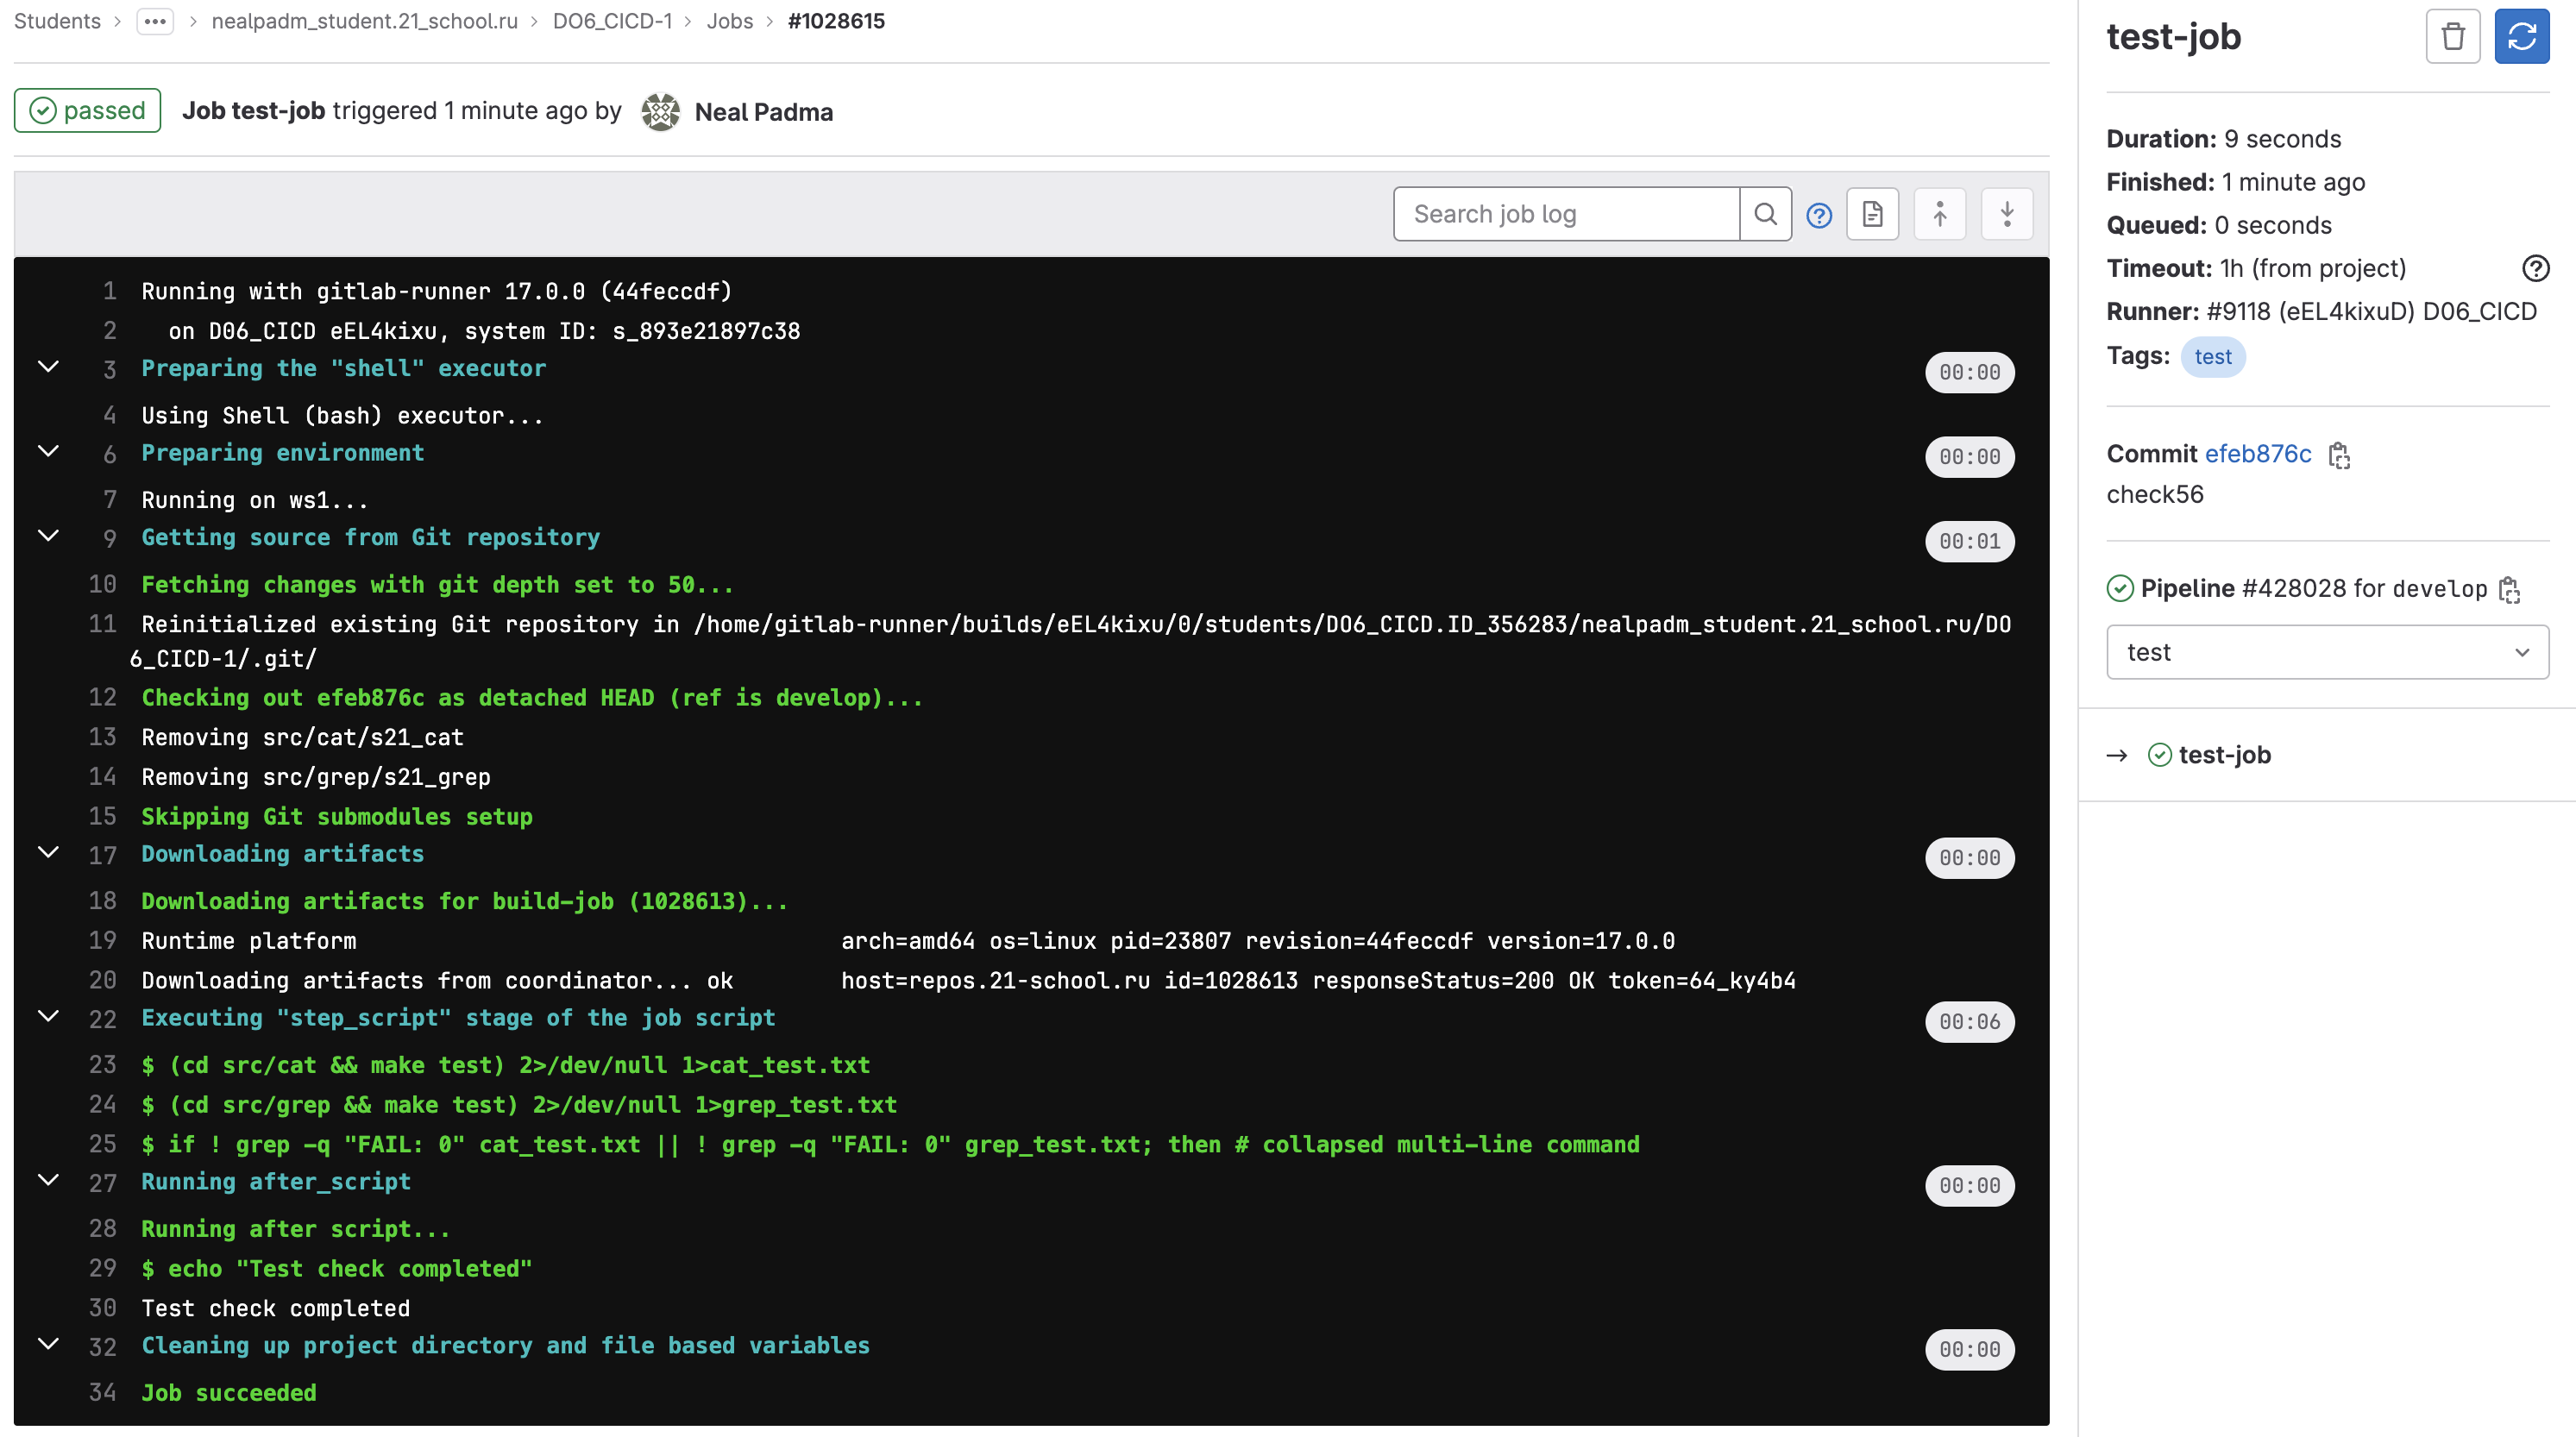 Students > ... > nealpadm_student.21_school.ru > DO6_CICD-1 > Jobs > #1028615
passed Job test-job triggered 1 minute ago by Neal Padma
Search job log
1 Running with gitlab-runner 17.0.0 (44feccdf)
2 on D06_CICD eEL4kixu, system ID: s_893e21897c38
3 Preparing the "shell" executor 00:00
4 Using Shell (bash) executor...
6 Preparing environment 00:00
7 Running on ws1...
9 Getting source from Git repository 00:01
10 Fetching changes with git depth set to 50...
11 Reinitialized existing Git repository in /home/gitlab-runner/builds/eEL4kixu/0/students/DO6_CICD.ID_356283/nealpadm_student.21_school.ru/DO
6_CICD-1/.git/
12 Checking out efeb876c as detached HEAD (ref is develop)...
13 Removing src/cat/s21_cat
14 Removing src/grep/s21_grep
15 Skipping Git submodules setup
17 Downloading artifacts 00:00
18 Downloading artifacts for build-job (1028613)...
19 Runtime platform arch=amd64 os=linux pid=23807 revision=44feccdf version=17.0.0
20 Downloading artifacts from coordinator... ok host=repos.21-school.ru id=1028613 responseStatus=200 OK token=64_ky4b4
22 Executing "step_script" stage of the job script 00:06
23 $ (cd src/cat && make test) 2>/dev/null 1>cat_test.txt
24 $ (cd src/grep && make test) 2>/dev/null 1>grep_test.txt
25 $ if ! grep -q "FAIL: 0" cat_test.txt || ! grep -q "FAIL: 0" grep_test.txt; then # collapsed multi-line command
27 Running after_script 00:00
28 Running after script...
29 $ echo "Test check completed"
30 Test check completed
32 Cleaning up project directory and file based variables 00:00
34 Job succeeded
test-job
Duration: 9 seconds
Finished: 1 minute ago
Queued: 0 seconds
Timeout: 1h (from project)
Runner: #9118 (eEL4kixuD) D06_CICD
Tags: test
Commit efeb876c
check56
Pipeline #428028 for develop
test
→ test-job